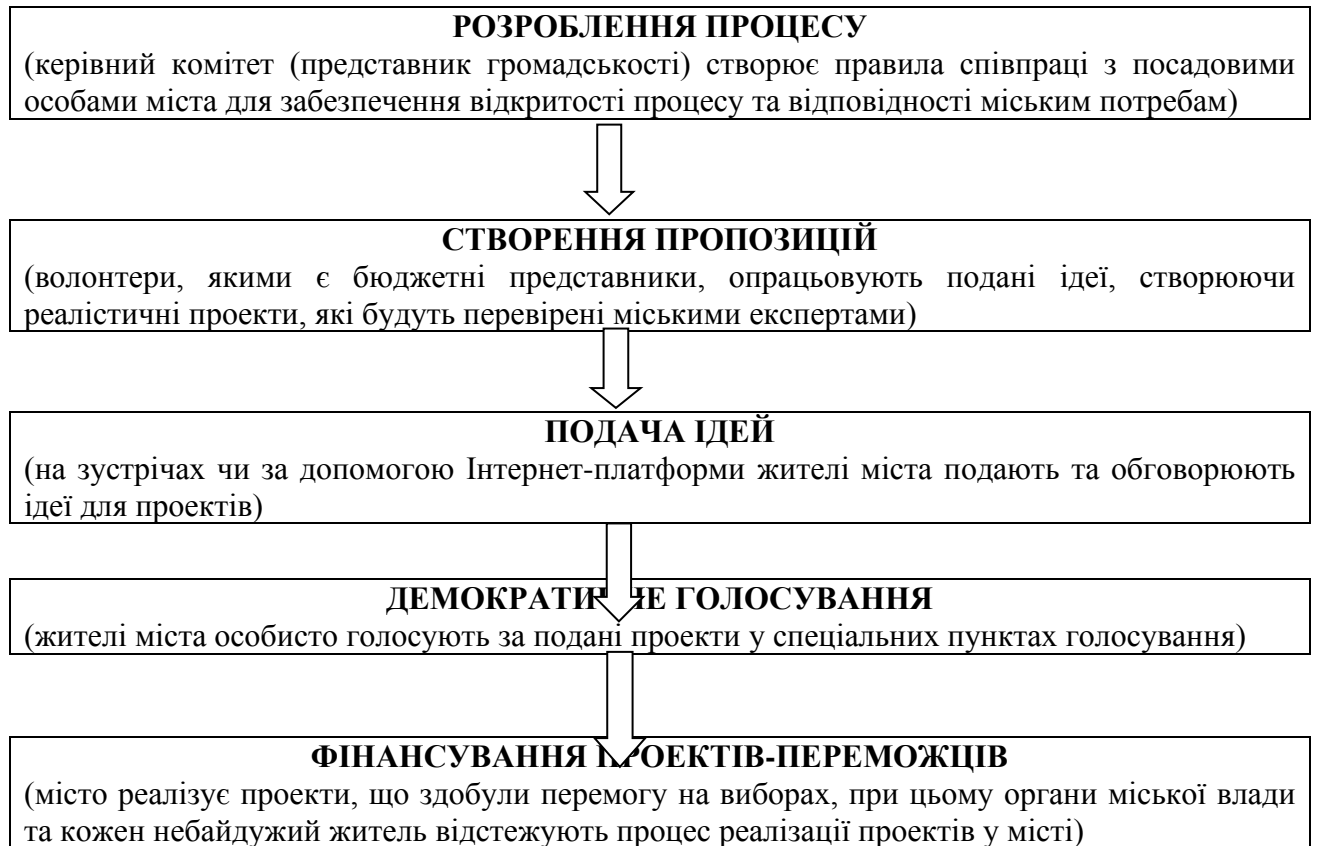 РОЗРОБЛЕННЯ ПРОЦЕСУ
(керівний комітет (представник громадськості) створює правила співпраці з посадовими
особами міста для забезпечення відкритості процесу та відповідності міським потребам)
СТВОРЕННЯ ПРОПОЗИЦІЙ
(волонтери, якими є бюджетні представники, опрацьовують подані ідеї, створюючи
реалістичні проекти, які будуть перевірені міськими експертами)
ПОДАЧА ІДЕЙ
(на зустрічах чи за допомогою Інтернет-платформи жителі міста подають та обговорюють
ідеї для проектів)
ДЕМОКРАТИЧНЕ ГОЛОСУВАННЯ
(жителі міста особисто голосують за подані проекти у спеціальних пунктах голосування)
ФІНАНСУВАННЯ ПРОЕКТІВ-ПЕРЕМОЖЦІВ
(місто реалізує проекти, що здобули перемогу на виборах, при цьому органи міської влади
та кожен небайдужий житель відстежують процес реалізації проектів у місті)